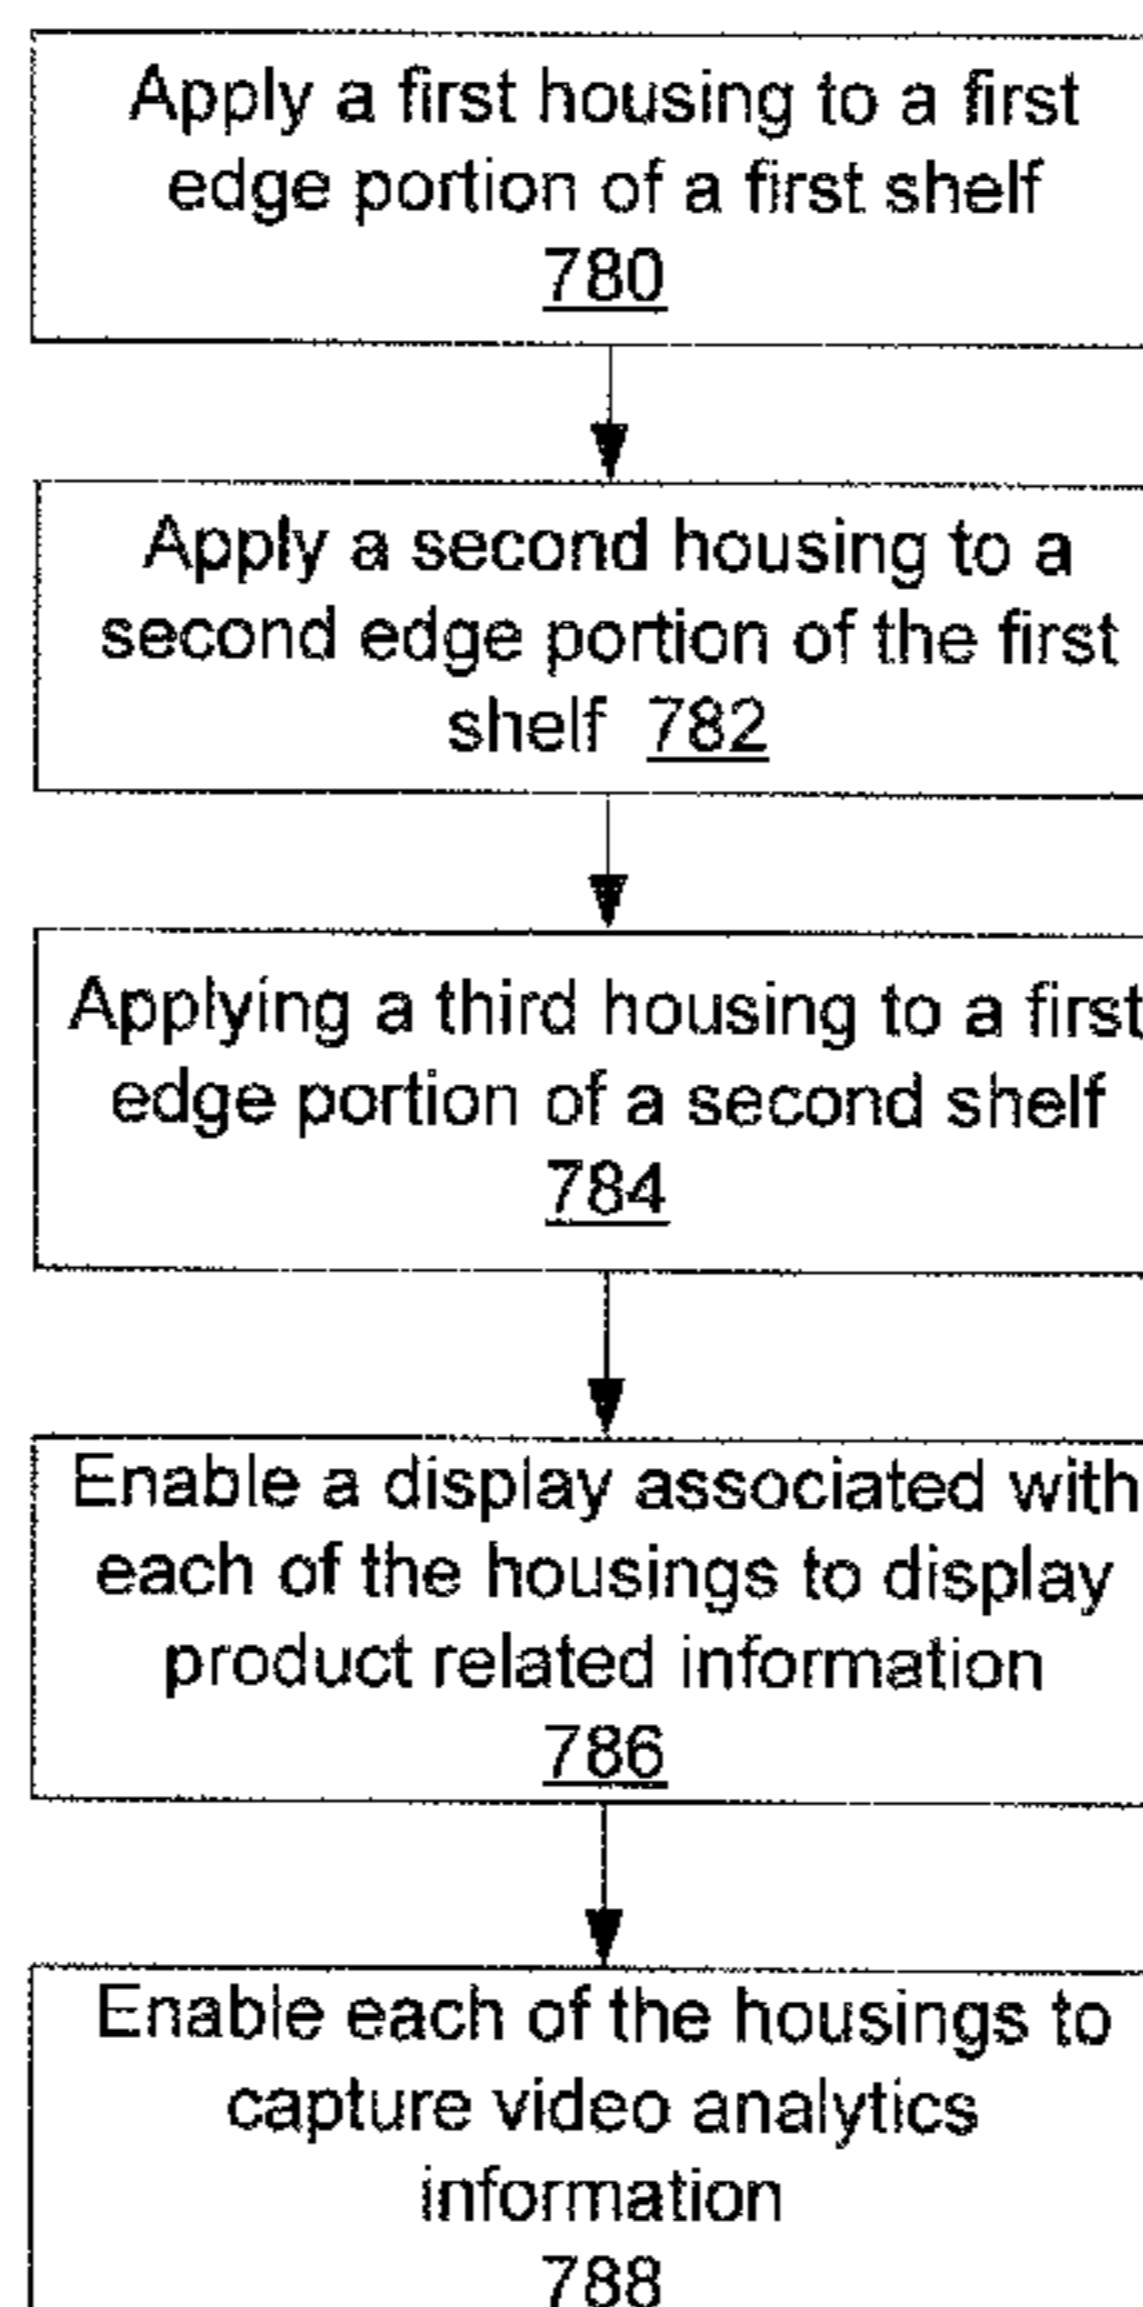 Apply a first housing to a first
edge portion of a first shelf
780
Apply a second housing to a
second edge portion of the first
shelf 782
Applying a third housing to a first
edge portion of a second shelf
784
Enable a display associated with
each of the housings to display
product related information
786
Enable each of the housings to
capture video analytics
information
788